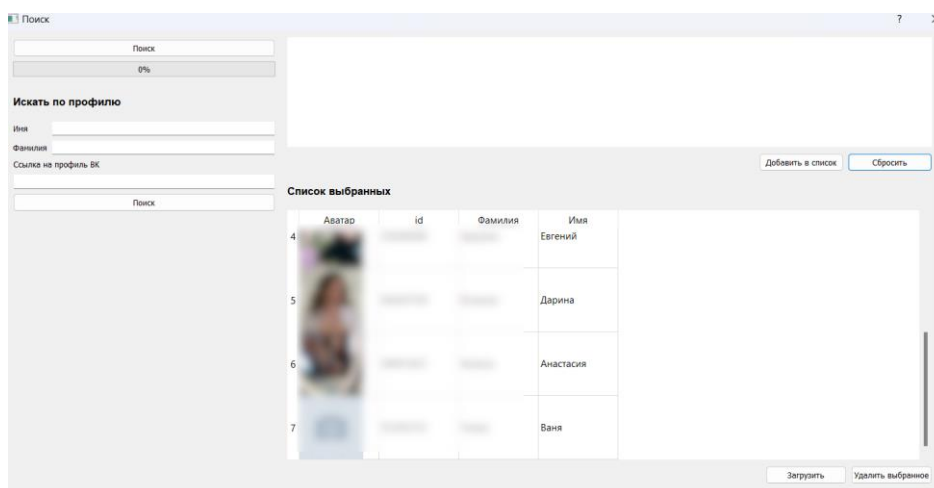 Поиск ?
Поиск
0%
Искать по профилю
Имя
Фамилия
Ссылка на профиль ВК
Поиск
Добавить в список Сбросить
Список выбранных
Аватар id Фамилия Имя
4 Евгений
5 Дарина
6 Анастасия
7 Ваня
Загрузить Удалить выбранное